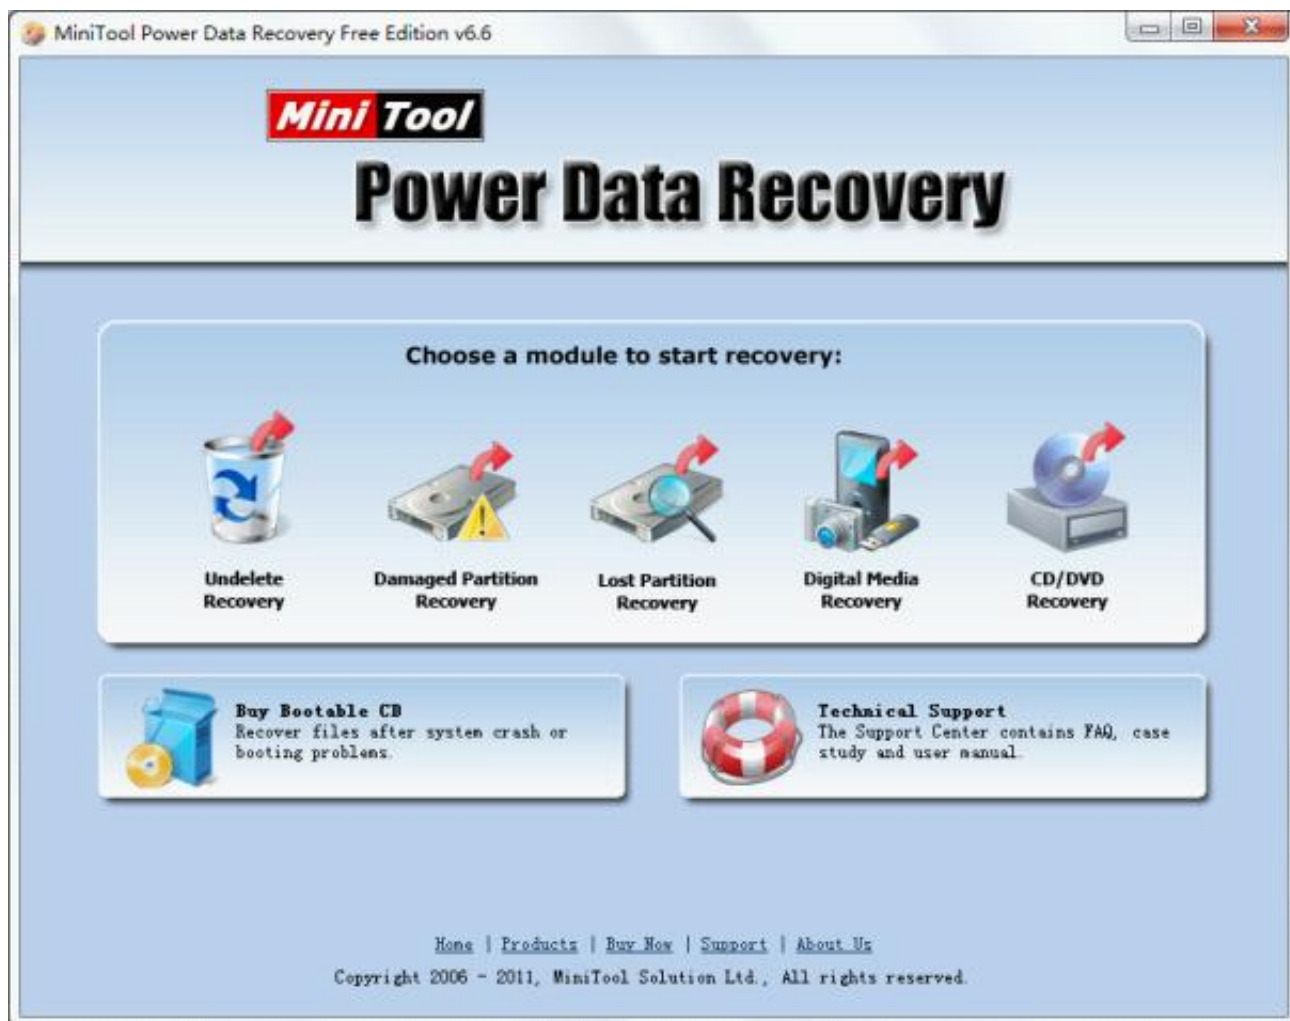 MiniTool Power Data Recovery Free Edition v6.6
Mini Tool
Power Data Recovery
Choose a module to start recovery:
Undelete
Recovery
Damaged Partition
Recovery
Lost Partition
Recovery
Digital Media
Recovery
CD/DVD
Recovery
Buy Bootable CD
Recover files after system crash or
booting problems.
Technical Support
The Support Center contains FAQ, case
study and user manual.
Home | Products | Buy Now | Support | About Us
Copyright 2006 - 2011, MiniTool Solution Ltd., All rights reserved.